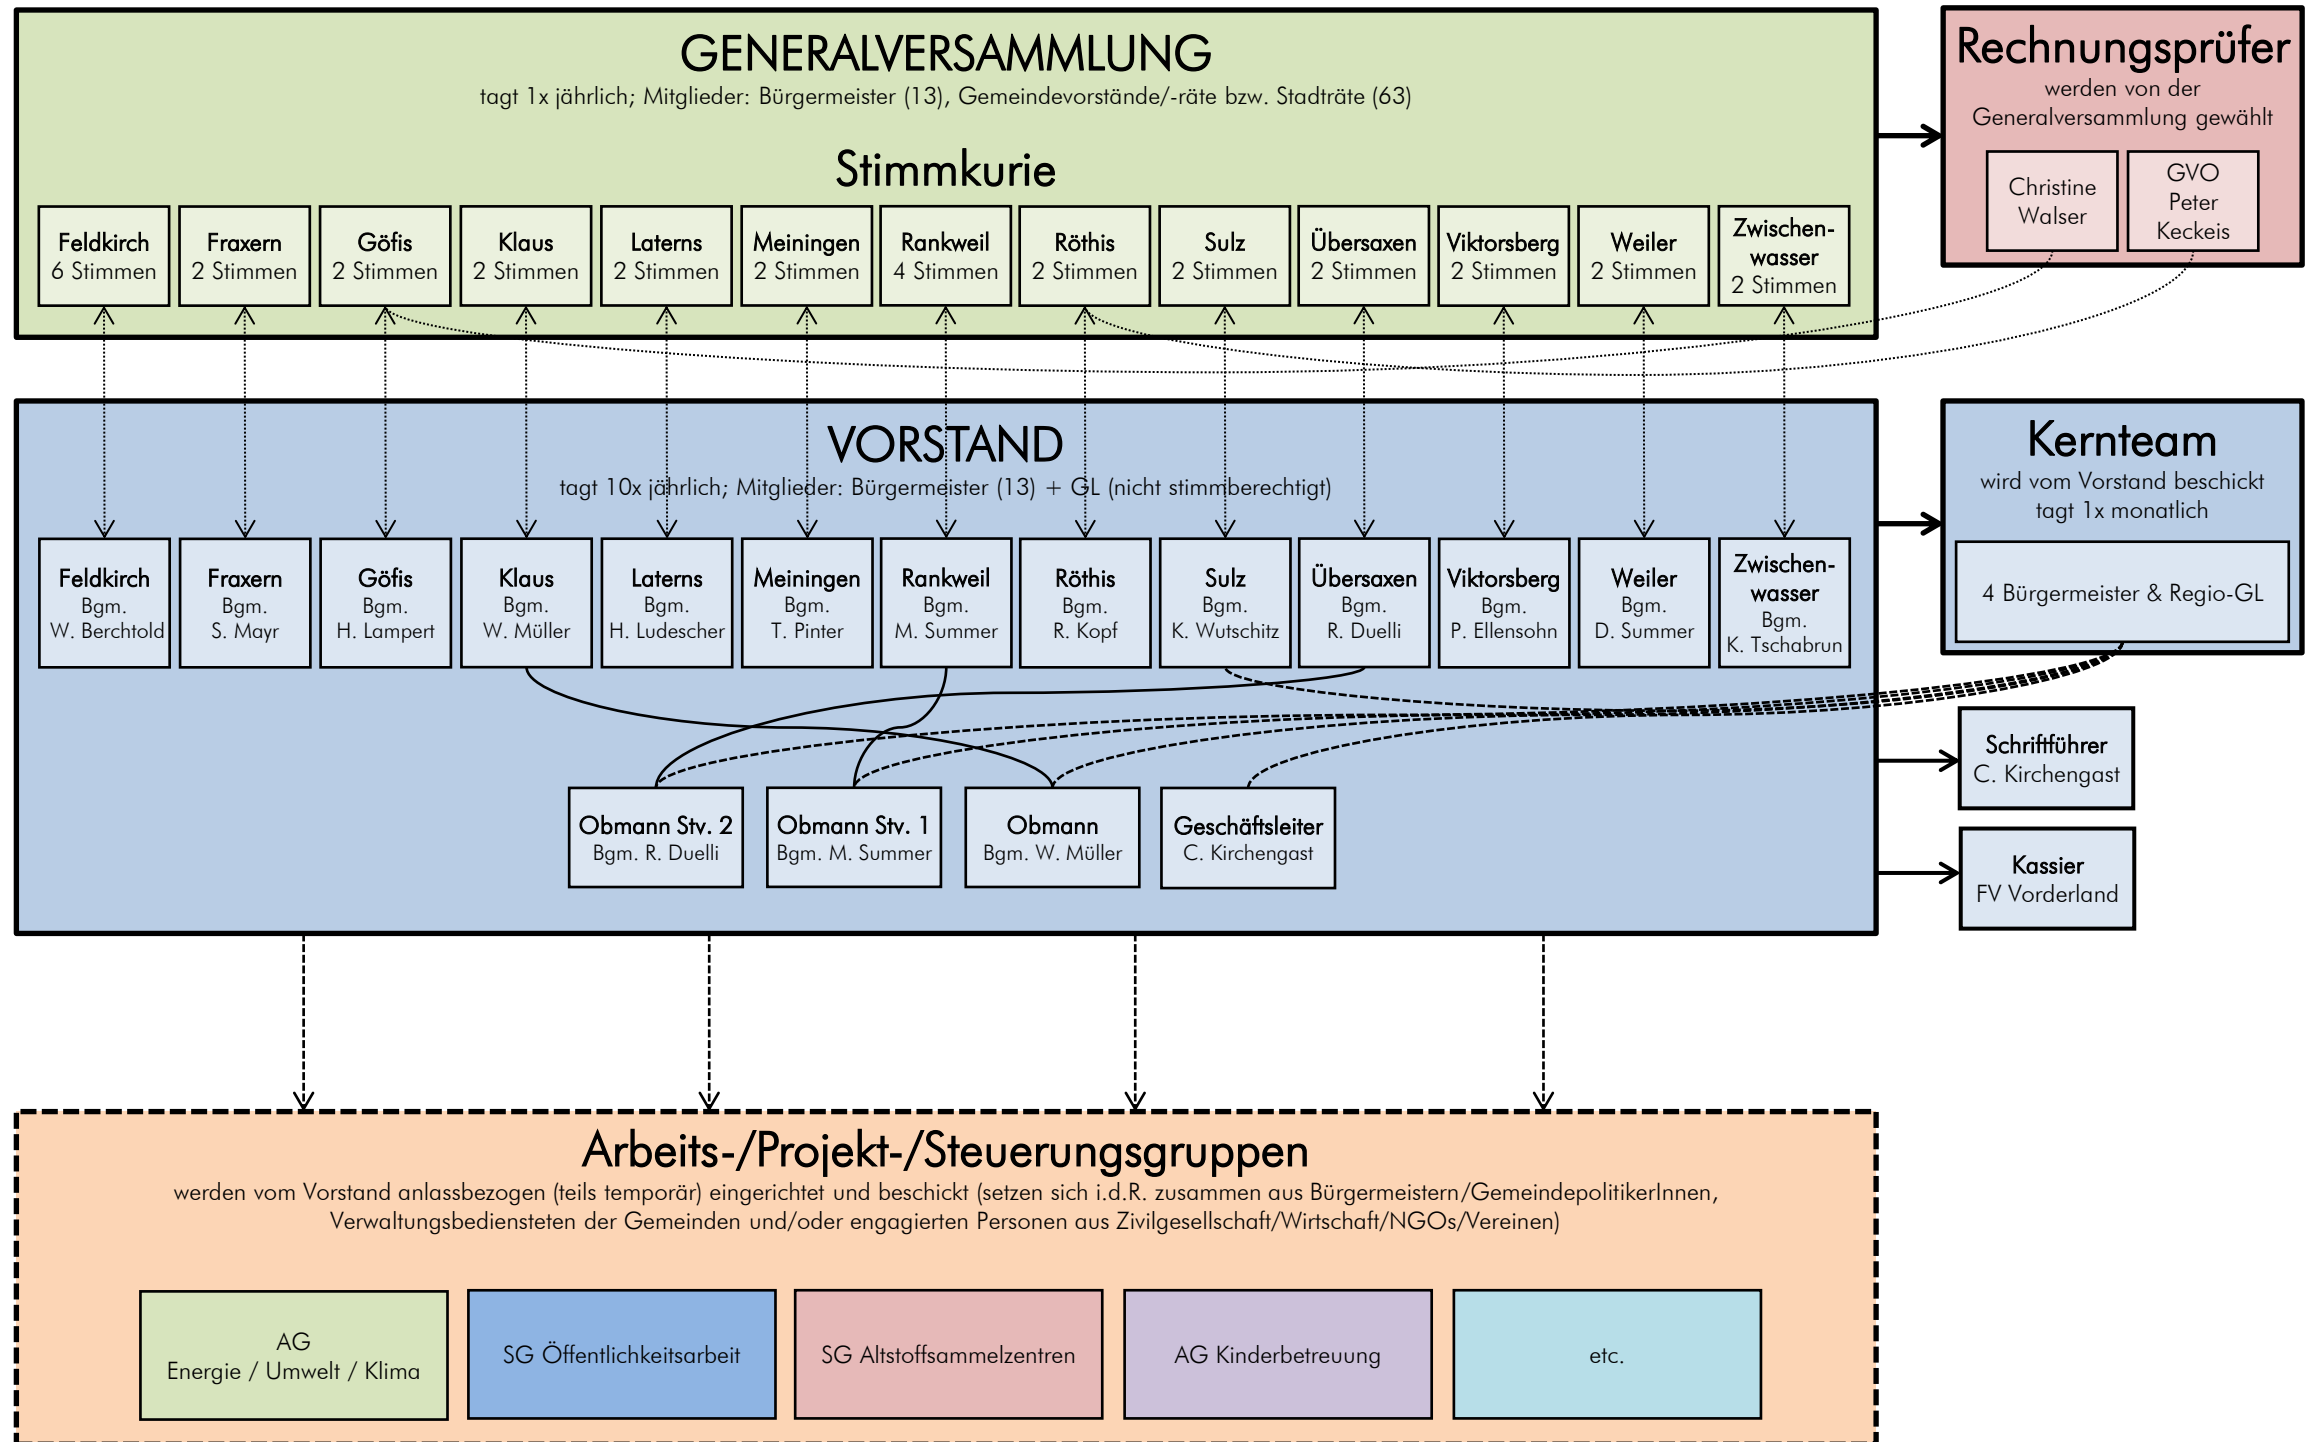 GENERALVERSAMMLUNG
tagt 1x jährlich; Mitglieder: Bürgermeister (13), Gemeindevorstände/-räte bzw. Stadträte (63)
Stimmkurie
Feldkirch
6 Stimmen
Fraxern
2 Stimmen
Göfis
2 Stimmen
Klaus
2 Stimmen
Laterns
2 Stimmen
Meiningen
2 Stimmen
Rankweil
4 Stimmen
Röthis
2 Stimmen
Sulz
2 Stimmen
Übersaxen
2 Stimmen
Viktorsberg
2 Stimmen
Weiler
2 Stimmen
Zwischen-
wasser
2 Stimmen
Rechnungsprüfer
werden von der
Generalversammlung gewählt
Christine
Walser
GVO
Peter
Keckeis
VORSTAND
tagt 10x jährlich; Mitglieder: Bürgermeister (13) + GL (nicht stimmberechtigt)
Feldkirch
Bgm.
W. Berchtold
Fraxern
Bgm.
S. Mayr
Göfis
Bgm.
H. Lampert
Klaus
Bgm.
W. Müller
Laterns
Bgm.
H. Ludescher
Meiningen
Bgm.
T. Pinter
Rankweil
Bgm.
M. Summer
Röthis
Bgm.
R. Kopf
Sulz
Bgm.
K. Wutschitz
Übersaxen
Bgm.
R. Duelli
Viktorsberg
Bgm.
P. Ellensohn
Weiler
Bgm.
D. Summer
Zwischen-
wasser
Bgm.
K. Tschabrun
Kernteam
wird vom Vorstand beschickt
tagt 1x monatlich
4 Bürgermeister & Regio-GL
Obmann Stv. 2
Bgm. R. Duelli
Obmann Stv. 1
Bgm. M. Summer
Obmann
Bgm. W. Müller
Geschäftsleiter
C. Kirchengast
Schriftführer
C. Kirchengast
Kassier
FV Vorderland
Arbeits-/Projekt-/Steuerungsgruppen
werden vom Vorstand anlassbezogen (teils temporär) eingerichtet und beschickt (setzen sich i.d.R. zusammen aus Bürgermeistern/GemeindepolitikerInnen,
Verwaltungsbediensteten der Gemeinden und/oder engagierten Personen aus Zivilgesellschaft/Wirtschaft/NGOs/Vereinen)
AG
Energie / Umwelt / Klima
SG Öffentlichkeitsarbeit
SG Altstoffsammelzentren
AG Kinderbetreuung
etc.